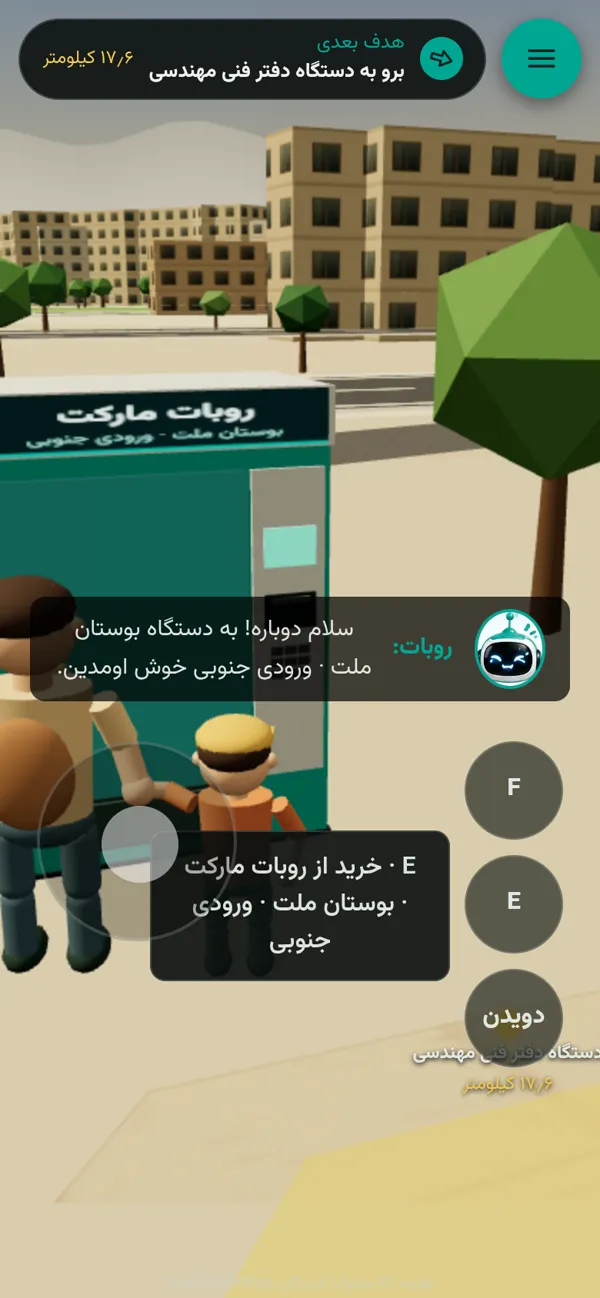 هدف بعدی
برو به دستگاه دفتر فنی مهندسی
۱۷٫۶ کیلومتر
روبات مارکت
بوستان ملت - ورودی جنوبی
روبات:
سلام دوباره! به دستگاه بوستان
ملت · ورودی جنوبی خوش اومدین.
F
E · خرید از روبات مارکت
· بوستان ملت · ورودی
جنوبی
E
دویدن
دستگاه دفتر فنی مهندسی
۱۷٫۶ کیلومتر